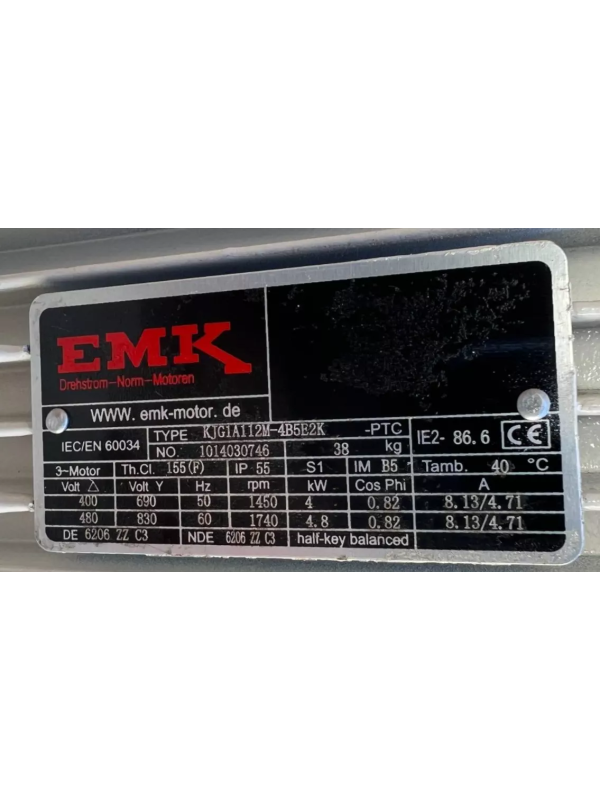 EMK
Drehstrom-Norm-Motoren
WWW. emk-motor.de
IEC/EN 60034
TYPE KJG1A112M-4B5E2K -PTC
NO. 1014030746 38 kg
IE2- 86.6 CE
3~Motor Th.Cl. 155(F) IP 55 S1 IM B5 Tamb. 40 °C
Volt △ Volt Y Hz rpm kW Cos Phi A
400 690 50 1450 4 0.82 8.13/4.71
480 830 60 1740 4.8 0.82 8.13/4.71
DE 6206 ZZ C3 NDE 6206 ZZ C3 half-key balanced